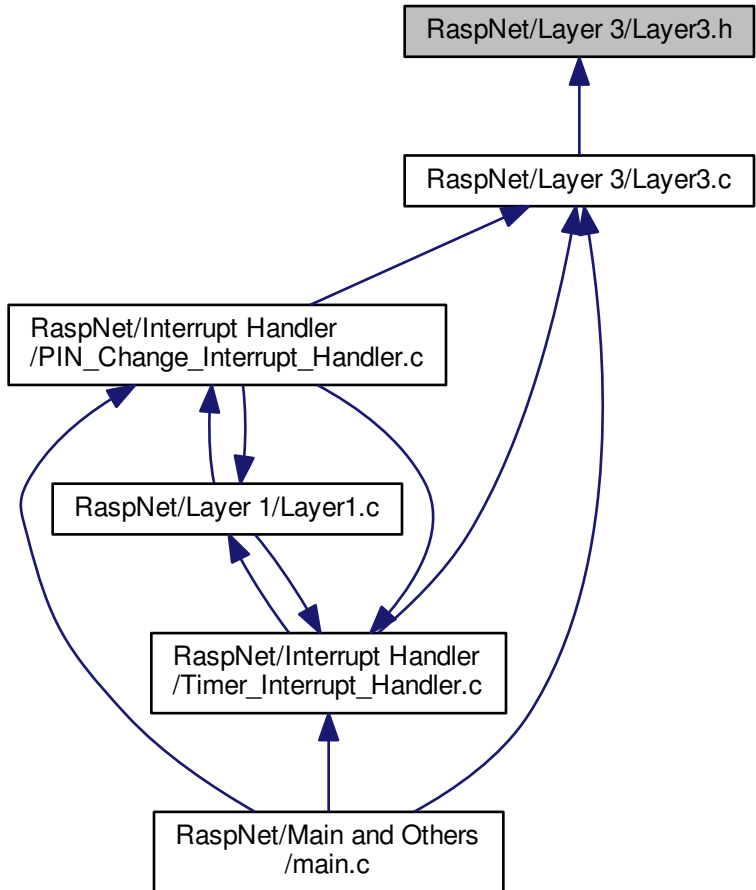 RaspNet/Layer 3/Layer3.h
RaspNet/Layer 3/Layer3.c
RaspNet/Interrupt Handler
/PIN_Change_Interrupt_Handler.c
RaspNet/Layer 1/Layer1.c
RaspNet/Interrupt Handler
/Timer_Interrupt_Handler.c
RaspNet/Main and Others
/main.c